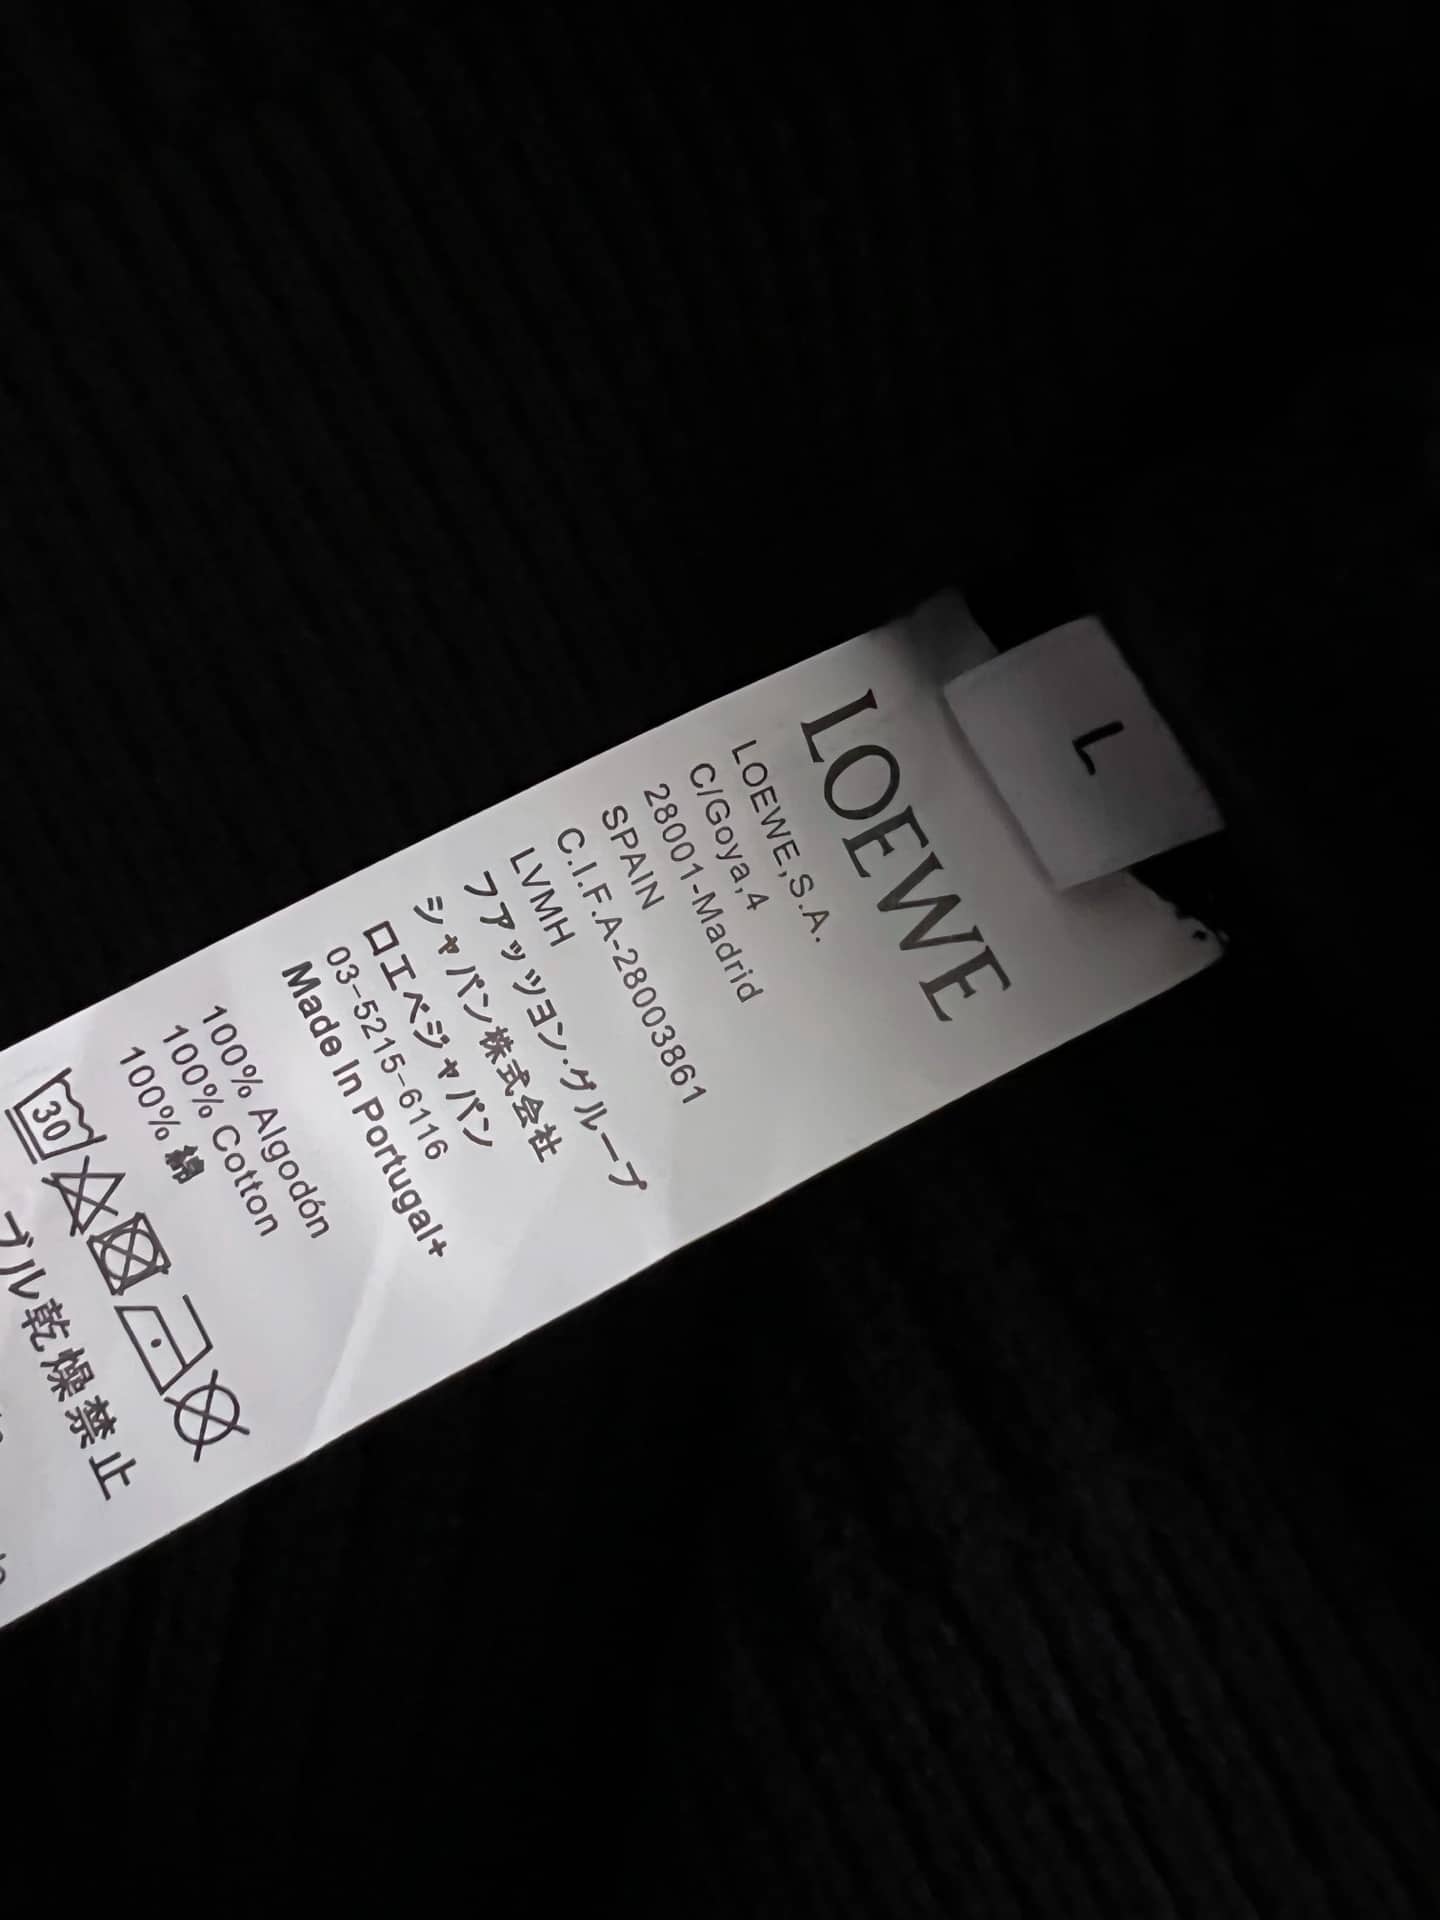 L
LOEWE
LOEWE,S.A.
C/Goya,4
28001-Madrid
SPAIN
C.I.F.A-28003861
LVMH
ファッツョン·グループ
シャパン株式会社
ロエベジャパン
03-5215-6116
Made In Portugal+
100% Algodón
100% Cotton
100% 綿
30
ブル乾燥禁止